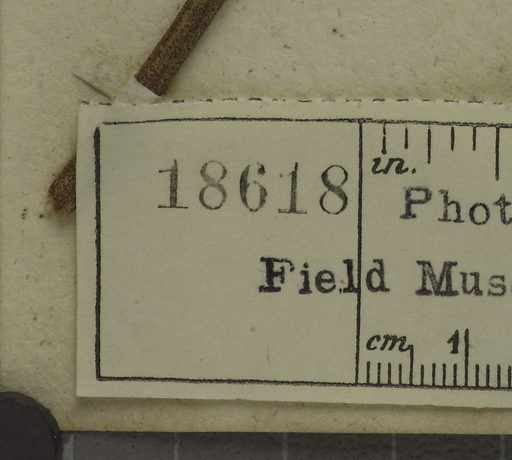 18618
in.
Phot
Field Mus
cm 1